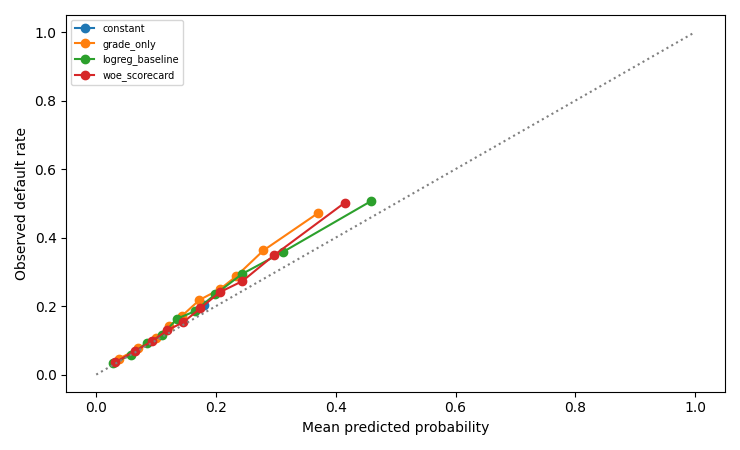 constant
grade_only
logreg_baseline
woe_scorecard
Observed default rate
1.0
0.8
0.6
0.4
0.2
0.0
0.0 0.2 0.4 0.6 0.8 1.0
Mean predicted probability